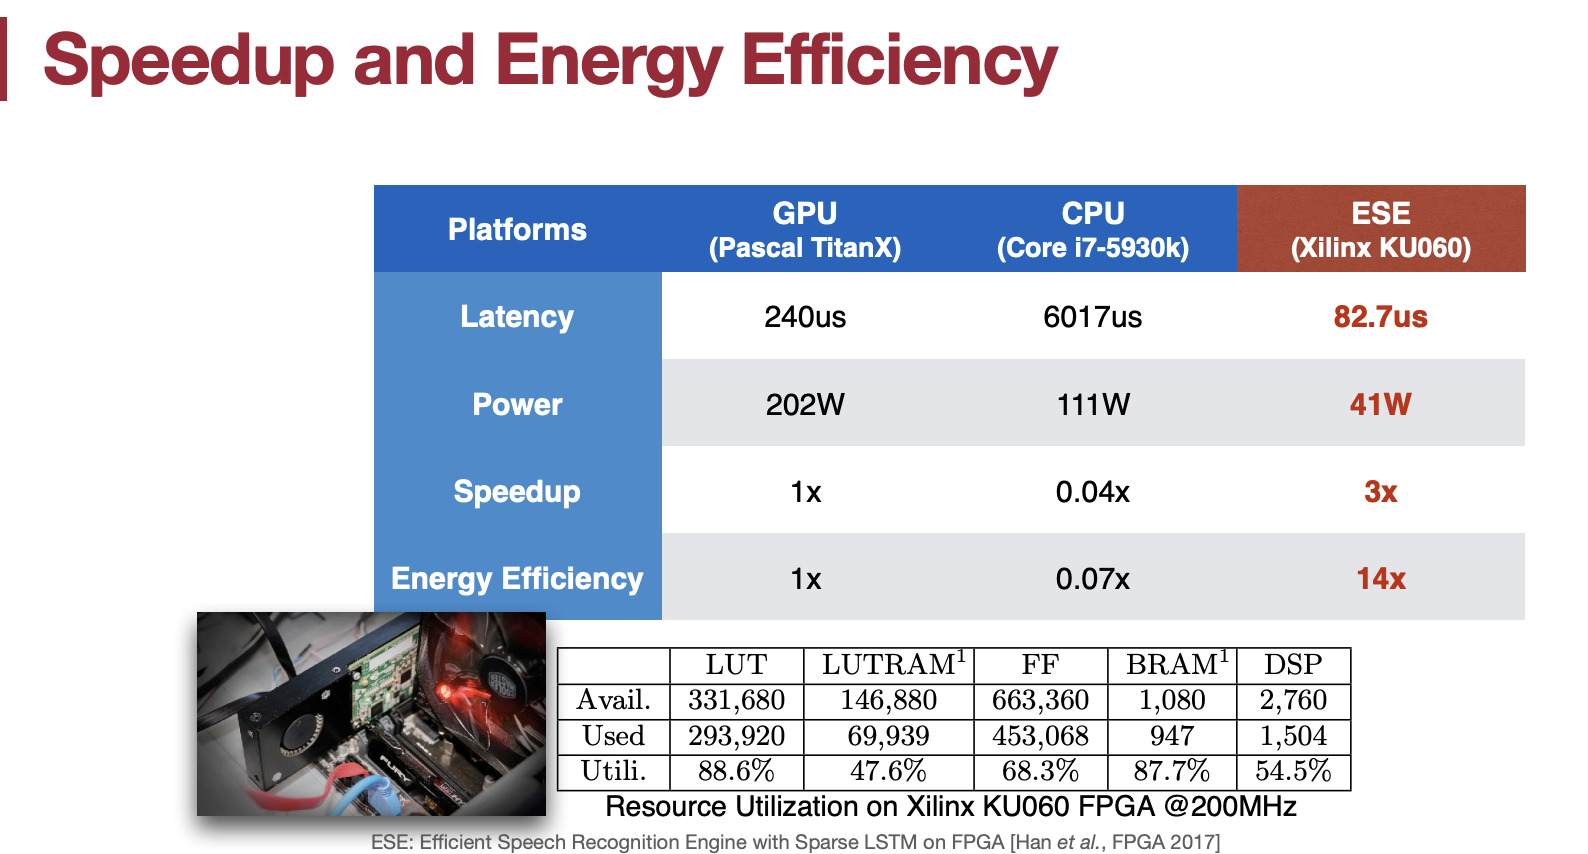 Speedup and Energy Efficiency
Platforms GPU (Pascal TitanX) CPU (Core i7-5930k) ESE (Xilinx KU060)
Latency 240us 6017us 82.7us
Power 202W 111W 41W
Speedup 1x 0.04x 3x
Energy Efficiency 1x 0.07x 14x
LUT LUTRAM¹ FF BRAM¹ DSP
Avail. 331,680 146,880 663,360 1,080 2,760
Used 293,920 69,939 453,068 947 1,504
Utili. 88.6% 47.6% 68.3% 87.7% 54.5%
FURY
Resource Utilization on Xilinx KU060 FPGA @200MHz
ESE: Efficient Speech Recognition Engine with Sparse LSTM on FPGA [Han et al., FPGA 2017]